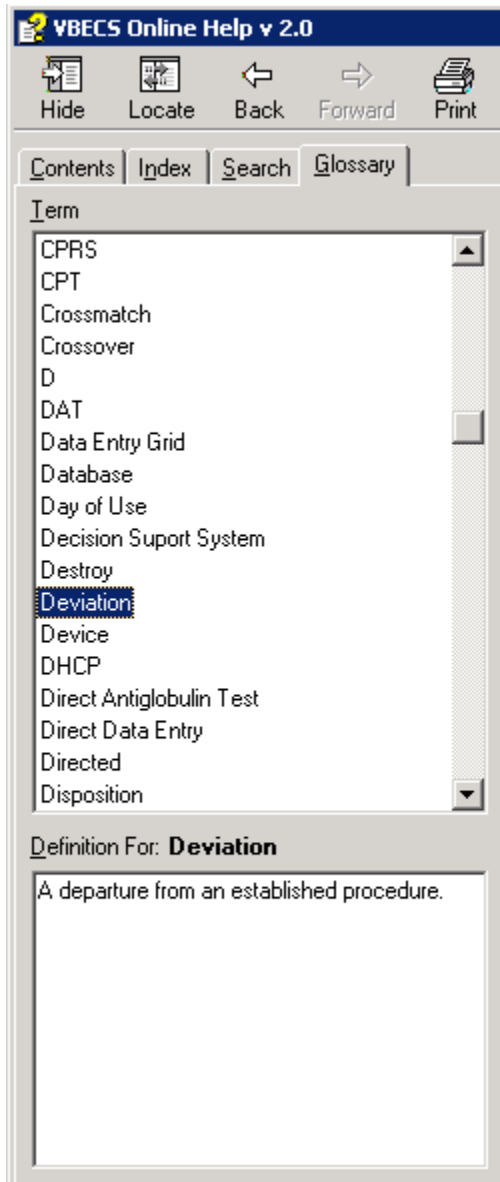 VBECS Online Help v 2.0
Hide Locate Back Forward Print
Contents Index Search Glossary
Term
CPRS
CPT
Crossmatch
Crossover
D
DAT
Data Entry Grid
Database
Day of Use
Decision Suport System
Destroy
Deviation
Device
DHCP
Direct Antiglobulin Test
Direct Data Entry
Directed
Disposition
Definition For: Deviation
A departure from an established procedure.